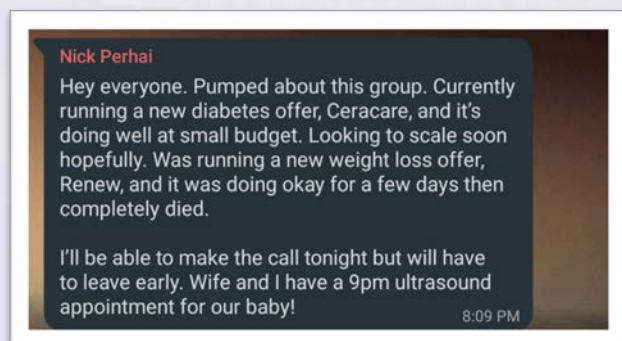 Nick Perhai
Hey everyone. Pumped about this group. Currently
running a new diabetes offer, Ceracare, and it's
doing well at small budget. Looking to scale soon
hopefully. Was running a new weight loss offer,
Renew, and it was doing okay for a few days then
completely died.
I'll be able to make the call tonight but will have
to leave early. Wife and I have a 9pm ultrasound
appointment for our baby!
8:09 PM